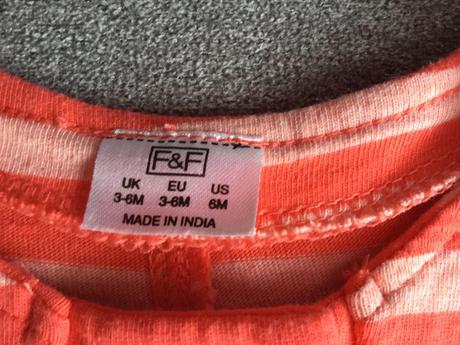 F&F
UK EU US
3-6M 3-6M 6M
MADE IN INDIA